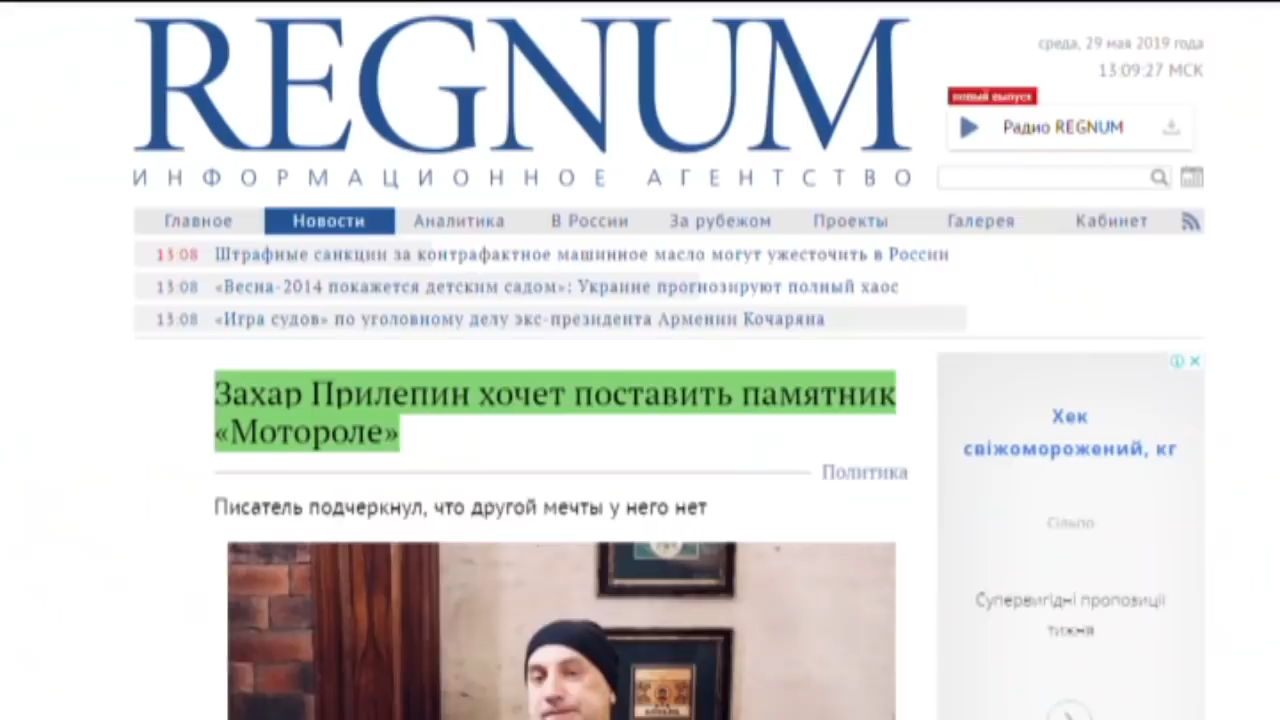 REGNUM
ИНФОРМАЦИОННОЕ АГЕНТСТВО
среда, 29 мая 2019 года
13:09:27 МСК
новый выпуск
Радио REGNUM
Главное Новости Аналитика В России За рубежом Проекты Галерея Кабинет
13:08 Штрафные санкции за контрафактное машинное масло могут ужесточить в России
13:08 «Весна-2014 покажется детским садом»: Украине прогнозируют полный хаос
13:08 «Игра судов» по уголовному делу экс-президента Армении Кочаряна
Захар Прилепин хочет поставить памятник
«Мотороле»
Политика
Писатель подчеркнул, что другой мечты у него нет
Хек
свіжоморожений, кг
Сільпо
Супервигідні пропозиції
тижня